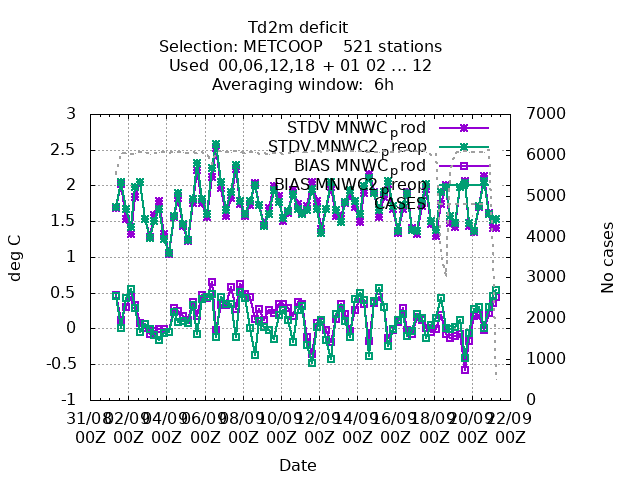 Td2m deficit
Selection: METCOOP 521 stations
Used 00,06,12,18 + 01 02 ... 12
Averaging window: 6h
3
2.5
2
1.5
1
0.5
0
-0.5
-1
7000
6000
5000
4000
3000
2000
1000
0
deg C
No cases
STDV MNWC_prod
STDV MNWC2_preop
BIAS MNWC_prod
BIAS MNWC2_preop
CASES
31/08 02/09 04/09 06/09 08/09 10/09 12/09 14/09 16/09 18/09 20/09 22/09
00Z 00Z 00Z 00Z 00Z 00Z 00Z 00Z 00Z 00Z 00Z 00Z
Date